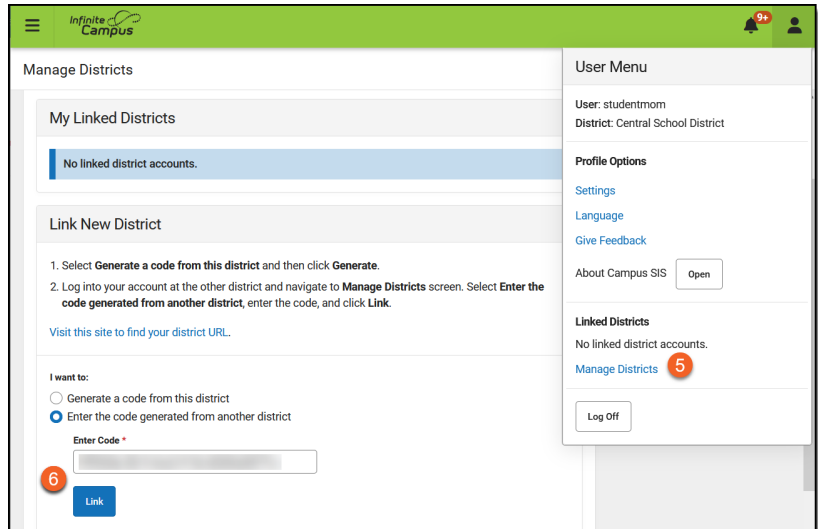 Infinite
Campus
9+
Manage Districts
My Linked Districts
No linked district accounts.
Link New District
1. Select Generate a code from this district and then click Generate.
2. Log into your account at the other district and navigate to Manage Districts screen. Select Enter the
code generated from another district, enter the code, and click Link.
Visit this site to find your district URL.
I want to:
Generate a code from this district
Enter the code generated from another district
Enter Code *
6
Link
User Menu
User: studentmom
District: Central School District
Profile Options
Settings
Language
Give Feedback
About Campus SIS Open
Linked Districts
No linked district accounts.
Manage Districts 5
Log Off